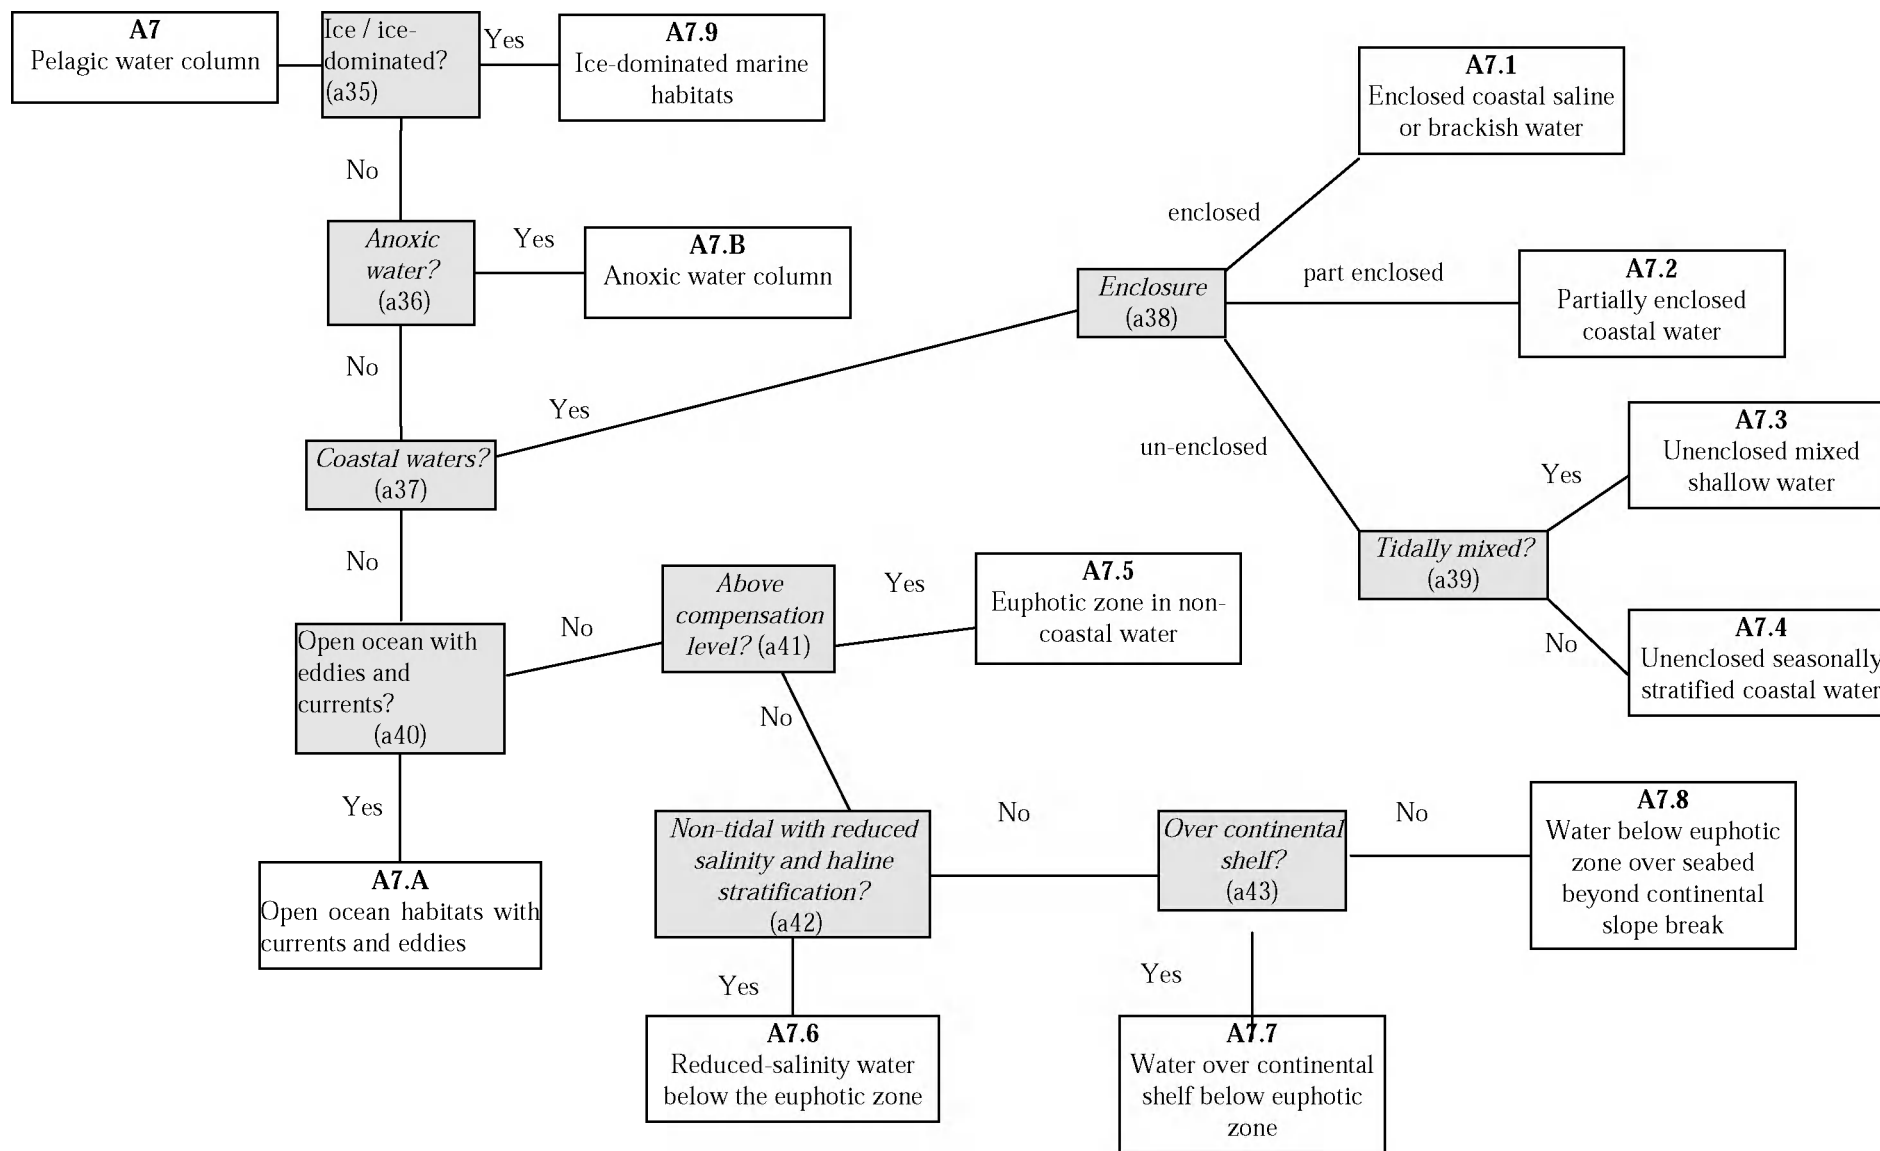 A7
Pelagic water column
Ice / ice-
dominated?
(a35)
Yes
A7.9
Ice-dominated marine
habitats
No
A7.1
Enclosed coastal saline
or brackish water
enclosed
Anoxic
water?
(a36)
Yes
A7.B
Anoxic water column
Enclosure
(a38)
part enclosed
A7.2
Partially enclosed
coastal water
No
Yes
un-enclosed
A7.3
Unenclosed mixed
shallow water
Yes
Coastal waters?
(a37)
Tidally mixed?
(a39)
No
No
A7.4
Unenclosed seasonally
stratified coastal water
Open ocean with
eddies and
currents?
(a40)
No
Above
compensation
level? (a41)
Yes
A7.5
Euphotic zone in non-
coastal water
No
Yes
A7.A
Open ocean habitats with
currents and eddies
Non-tidal with reduced
salinity and haline
stratification?
(a42)
No
Over continental
shelf?
(a43)
No
A7.8
Water below euphotic
zone over seabed
beyond continental
slope break
Yes
A7.6
Reduced-salinity water
below the euphotic zone
Yes
A7.7
Water over continental
shelf below euphotic
zone